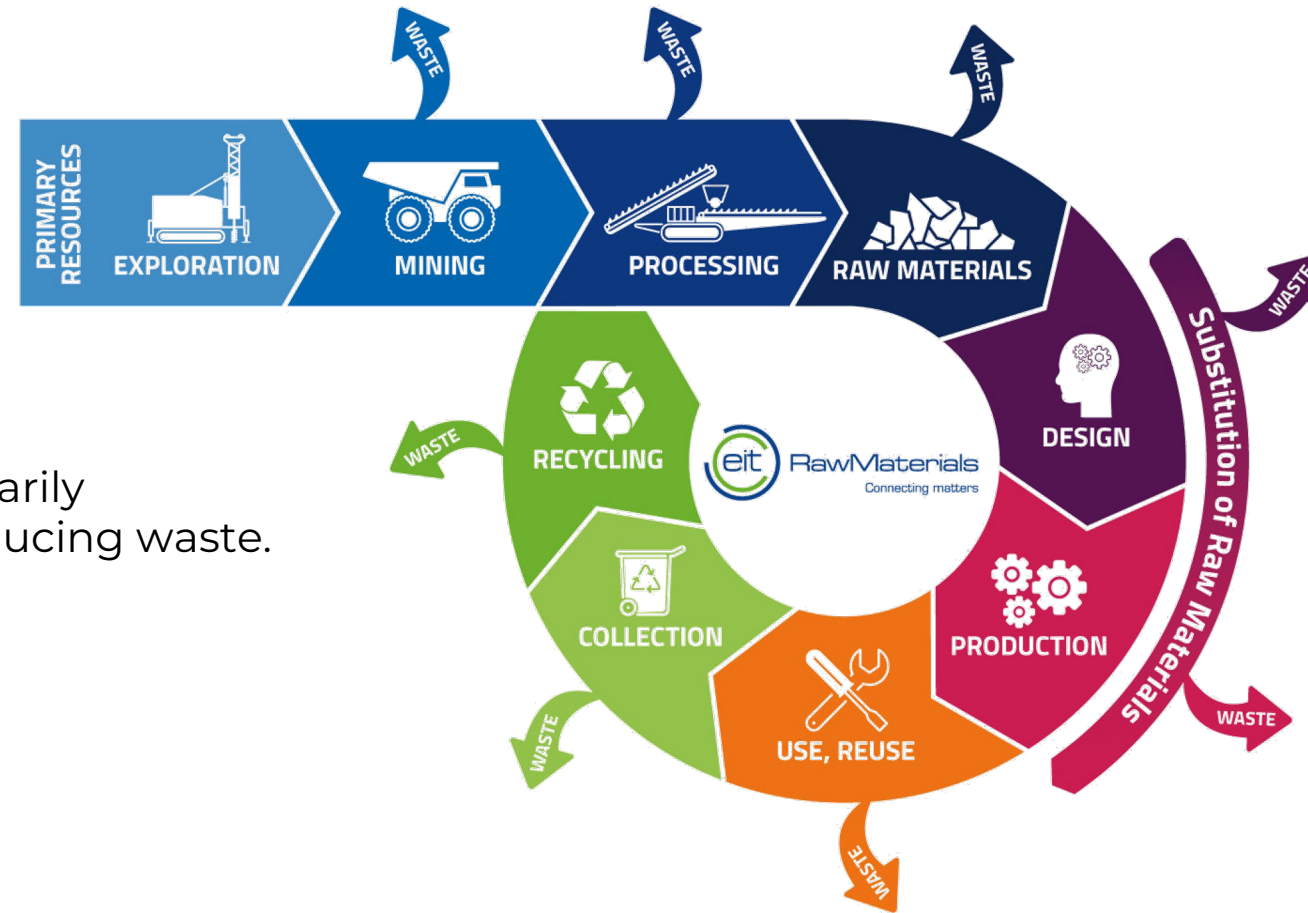 WASTE
WASTE
WASTE
PRIMARY
RESOURCES
EXPLORATION
MINING
PROCESSING
RAW MATERIALS
WASTE
Substitution of Raw Materials
DESIGN
RECYCLING
WASTE
eit RawMaterials
Connecting matters
arily
ucing waste.
COLLECTION
PRODUCTION
USE, REUSE
WASTE
WASTE
WASTE